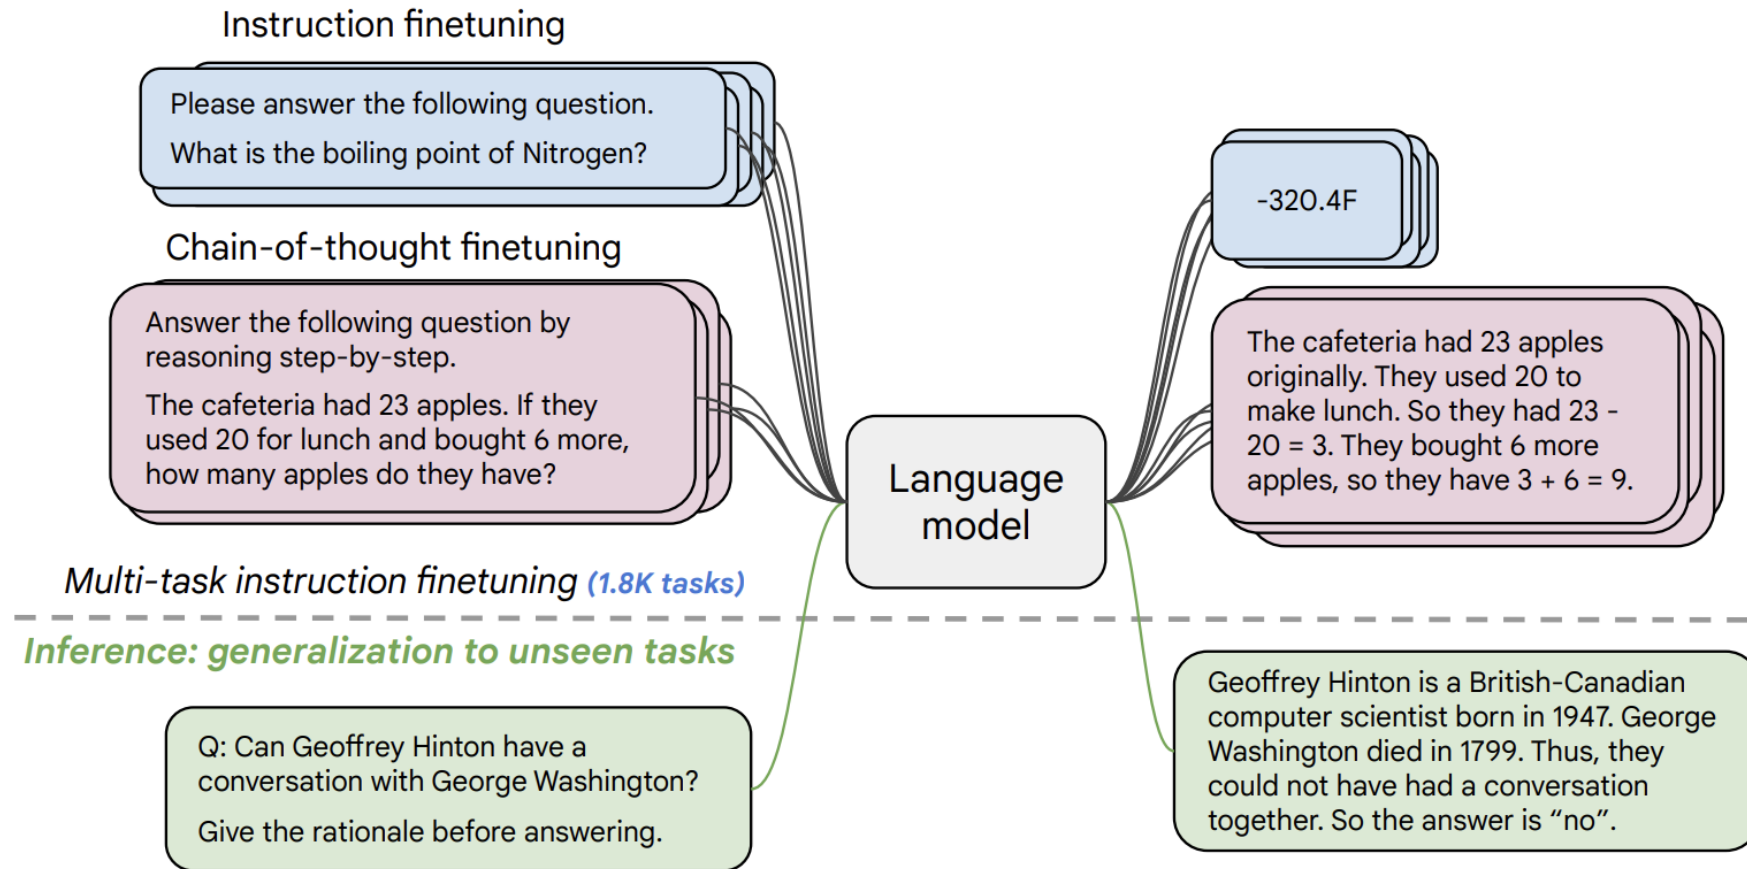 Instruction finetuning
Please answer the following question.
What is the boiling point of Nitrogen?
-320.4F
Chain-of-thought finetuning
Answer the following question by
reasoning step-by-step.
The cafeteria had 23 apples. If they
used 20 for lunch and bought 6 more,
how many apples do they have?
Language
model
The cafeteria had 23 apples
originally. They used 20 to
make lunch. So they had 23 -
20 = 3. They bought 6 more
apples, so they have 3 + 6 = 9.
Multi-task instruction finetuning (1.8K tasks)
Inference: generalization to unseen tasks
Q: Can Geoffrey Hinton have a
conversation with George Washington?
Give the rationale before answering.
Geoffrey Hinton is a British-Canadian
computer scientist born in 1947. George
Washington died in 1799. Thus, they
could not have had a conversation
together. So the answer is “no”.